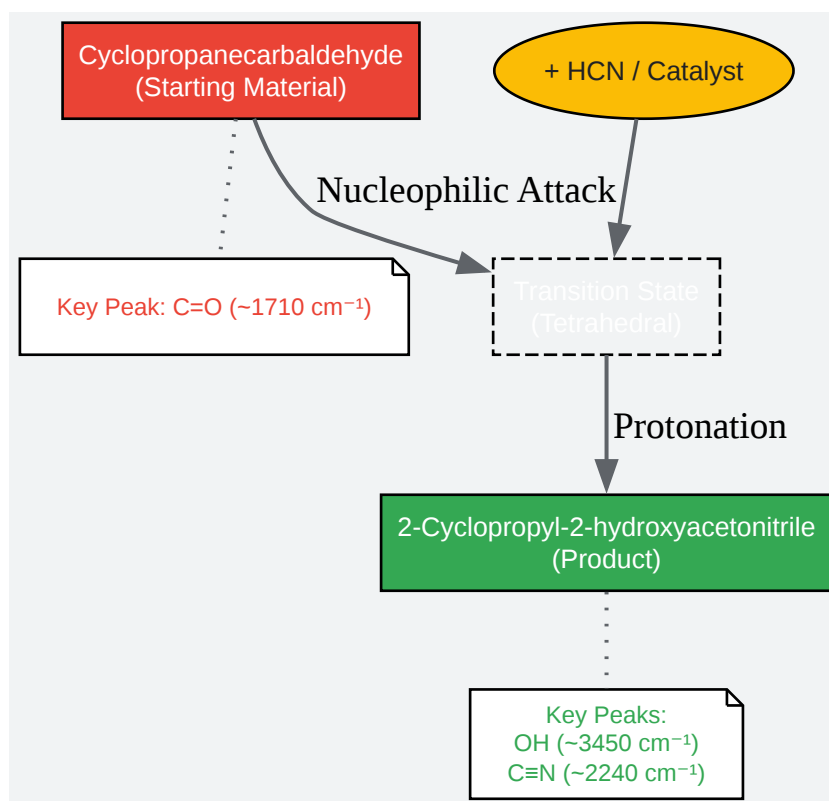 Cyclopropanecarbaldehyde
(Starting Material)
+ HCN / Catalyst
Nucleophilic Attack
Key Peak: C=O (~1710 cm⁻¹)
Transition State
(Tetrahedral)
Protonation
2-Cyclopropyl-2-hydroxyacetonitrile
(Product)
Key Peaks:
OH (~3450 cm⁻¹)
C≡N (~2240 cm⁻¹)